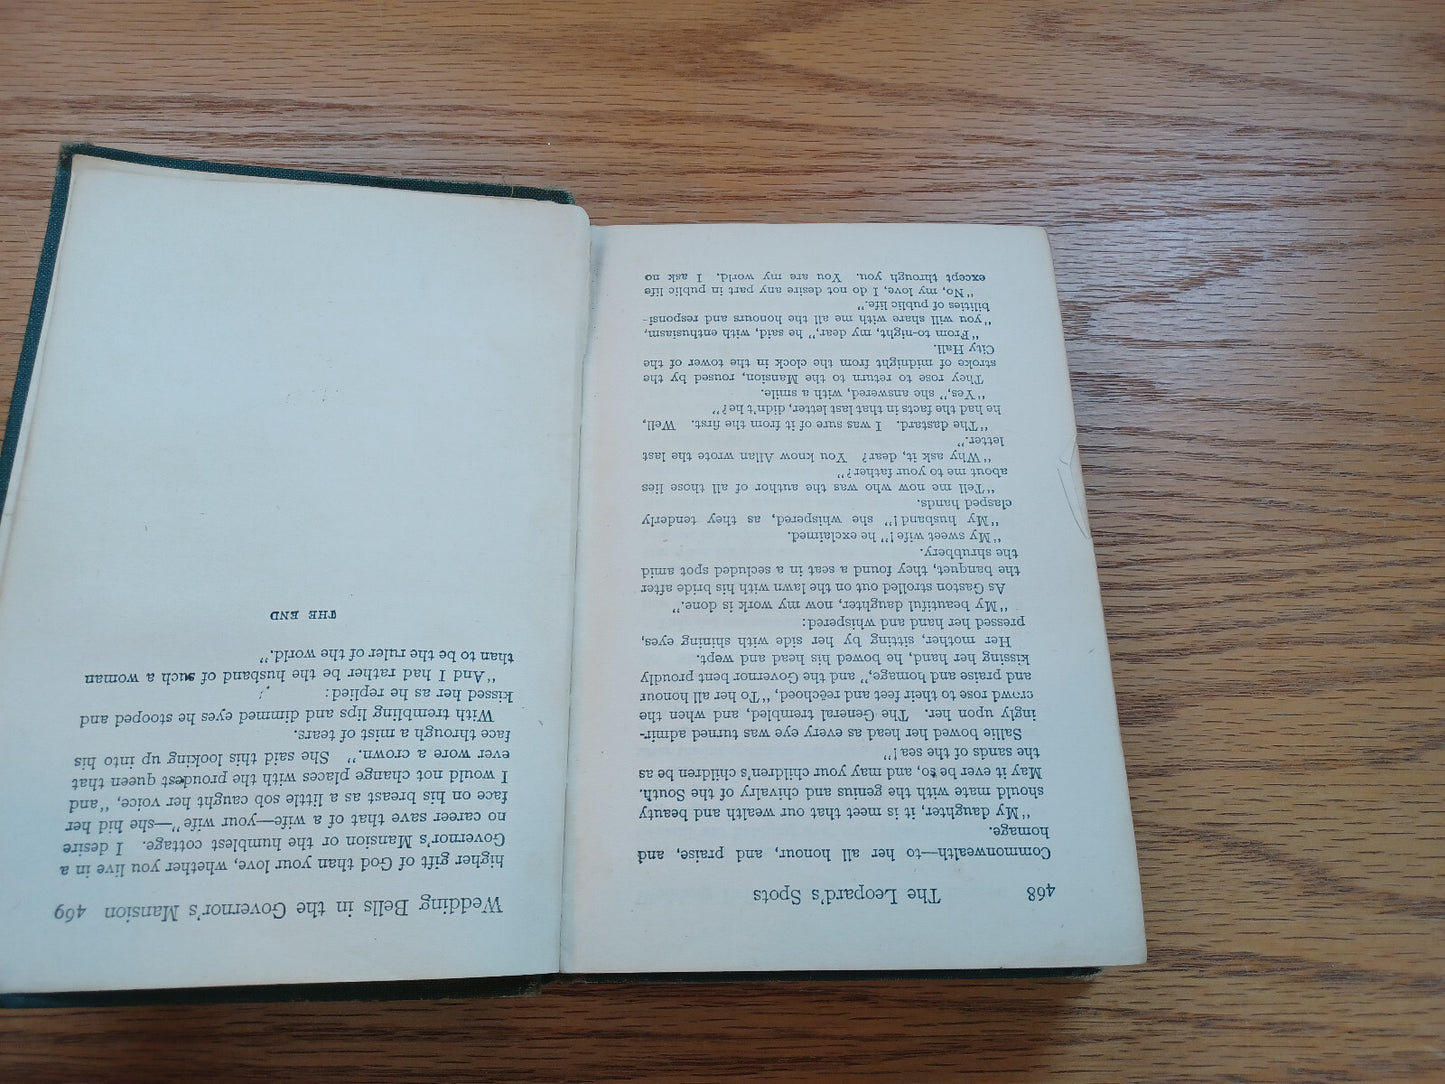 468 The Leopard's Spots
Commonwealth—to her all honour, and praise, and
homage.
"My daughter, it is meet that our wealth and beauty
should mate with the genius and chivalry of the South.
May it ever be so, and may your children's children be as
the sands of the sea!"
Sallie bowed her head as every eye was turned admir-
ingly upon her. The General trembled, and when the
crowd rose to their feet and reëchoed, "To her all honour
and praise and homage," and the Governor bent proudly
kissing her hand, he bowed his head and wept.
Her mother, sitting by her side with shining eyes,
pressed her hand and whispered:
"My beautiful daughter, now my work is done."
As Gaston strolled out on the lawn with his bride after
the banquet, they found a seat in a secluded spot amid
the shrubbery.
"My sweet wife!" he exclaimed.
"My husband!" she whispered, as they tenderly
clasped hands.
"Tell me now who was the author of all those lies
about me to your father?"
"Why ask it, dear? You know Allan wrote the last
letter."
"The dastard. I was sure of it from the first. Well,
he had the facts in that last letter, didn't he?"
"Yes," she answered, with a smile.
They rose to return to the Mansion, roused by the
stroke of midnight from the clock in the tower of the
City Hall.
"From to-night, my dear," he said, with enthusiasm,
"you will share with me all the honours and responsi-
bilities of public life."
"No, my love, I do not desire any part in public life
except through you. You are my world. I ask no
Wedding Bells in the Governor's Mansion 469
higher gift of God than your love, whether you live in a
Governor's Mansion or the humblest cottage. I desire
no career save that of a wife—your wife"—she hid her
face on his breast as a little sob caught her voice, "and
I would not change places with the proudest queen that
ever wore a crown." She said this looking up into his
face through a mist of tears.
With trembling lips and dimmed eyes he stooped and
kissed her as he replied:
"And I had rather be the husband of such a woman
than to be the ruler of the world."
THE END